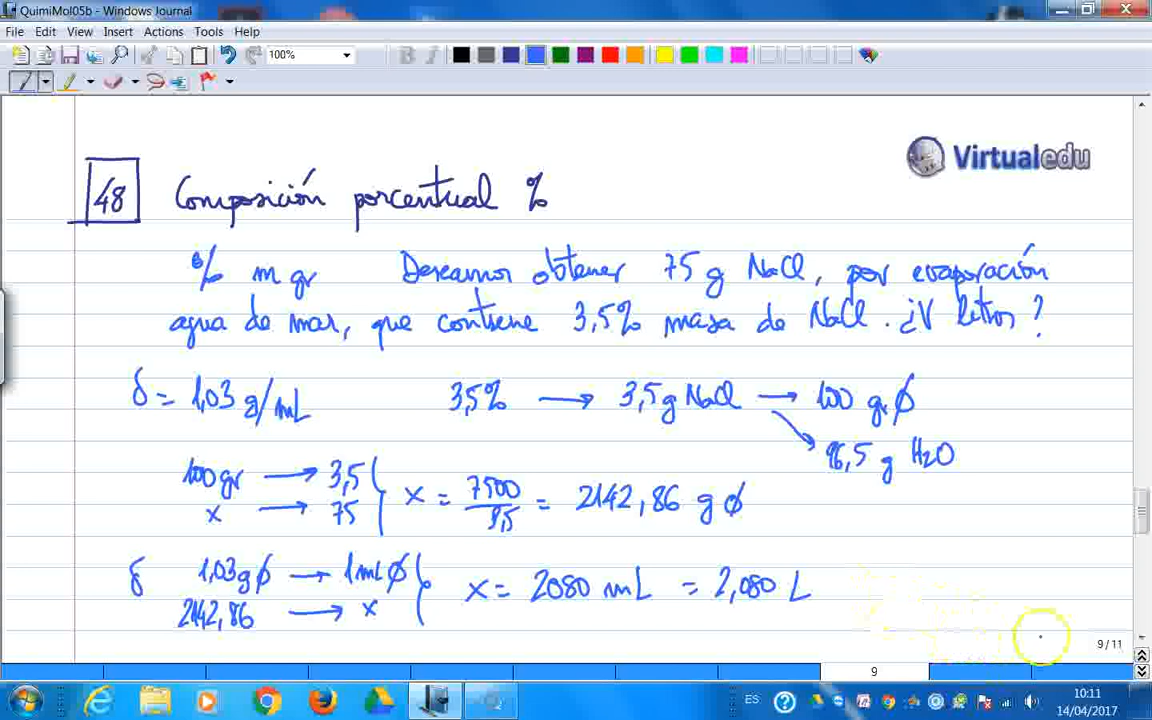 QuimiMol05b - Windows Journal
File Edit View Insert Actions Tools Help
100%
Virtualedu
48 Composición porcentual %
% m gr Deseamos obtener 75 g NaCl, por evaporación
agua de mar, que contiene 3,5% masa de NaCl. ¿V litros?
δ = 1,03 g/mL 3,5% → 3,5 g NaCl → 100 gr ϕ
96,5 g H2O
100 gr → 3,5
x → 75
x = 7500/3,5 = 2142,86 g ϕ
δ 1,03 g ϕ → 1 mL ϕ
2142,86 → x
x = 2080 mL = 2,080 L
9 / 11
9
ES
10:11
14/04/2017